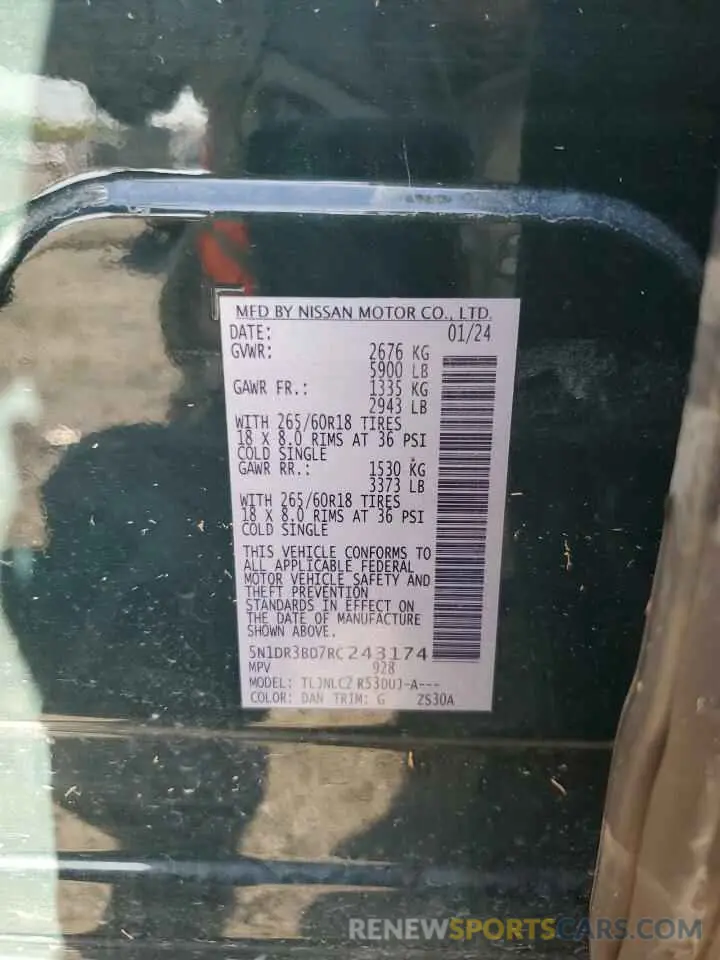 MFD BY NISSAN MOTOR CO., LTD.
DATE: 01/24
GVWR: 2676 KG
5900 LB
GAWR FR.: 1335 KG
2943 LB
WITH 265/60R18 TIRES
18 X 8.0 RIMS AT 36 PSI
COLD SINGLE
GAWR RR.: 1530 KG
3373 LB
WITH 265/60R18 TIRES
18 X 8.0 RIMS AT 36 PSI
COLD SINGLE
THIS VEHICLE CONFORMS TO
ALL APPLICABLE FEDERAL
MOTOR VEHICLE SAFETY AND
THEFT PREVENTION
STANDARDS IN EFFECT ON
THE DATE OF MANUFACTURE
SHOWN ABOVE.
5N1DR3BD7RC243174
MPV 928
MODEL: TLJNLCZ R53DUJ-A---
COLOR: DAN TRIM: G ZS30A
RENEWSPORTSCARS.COM